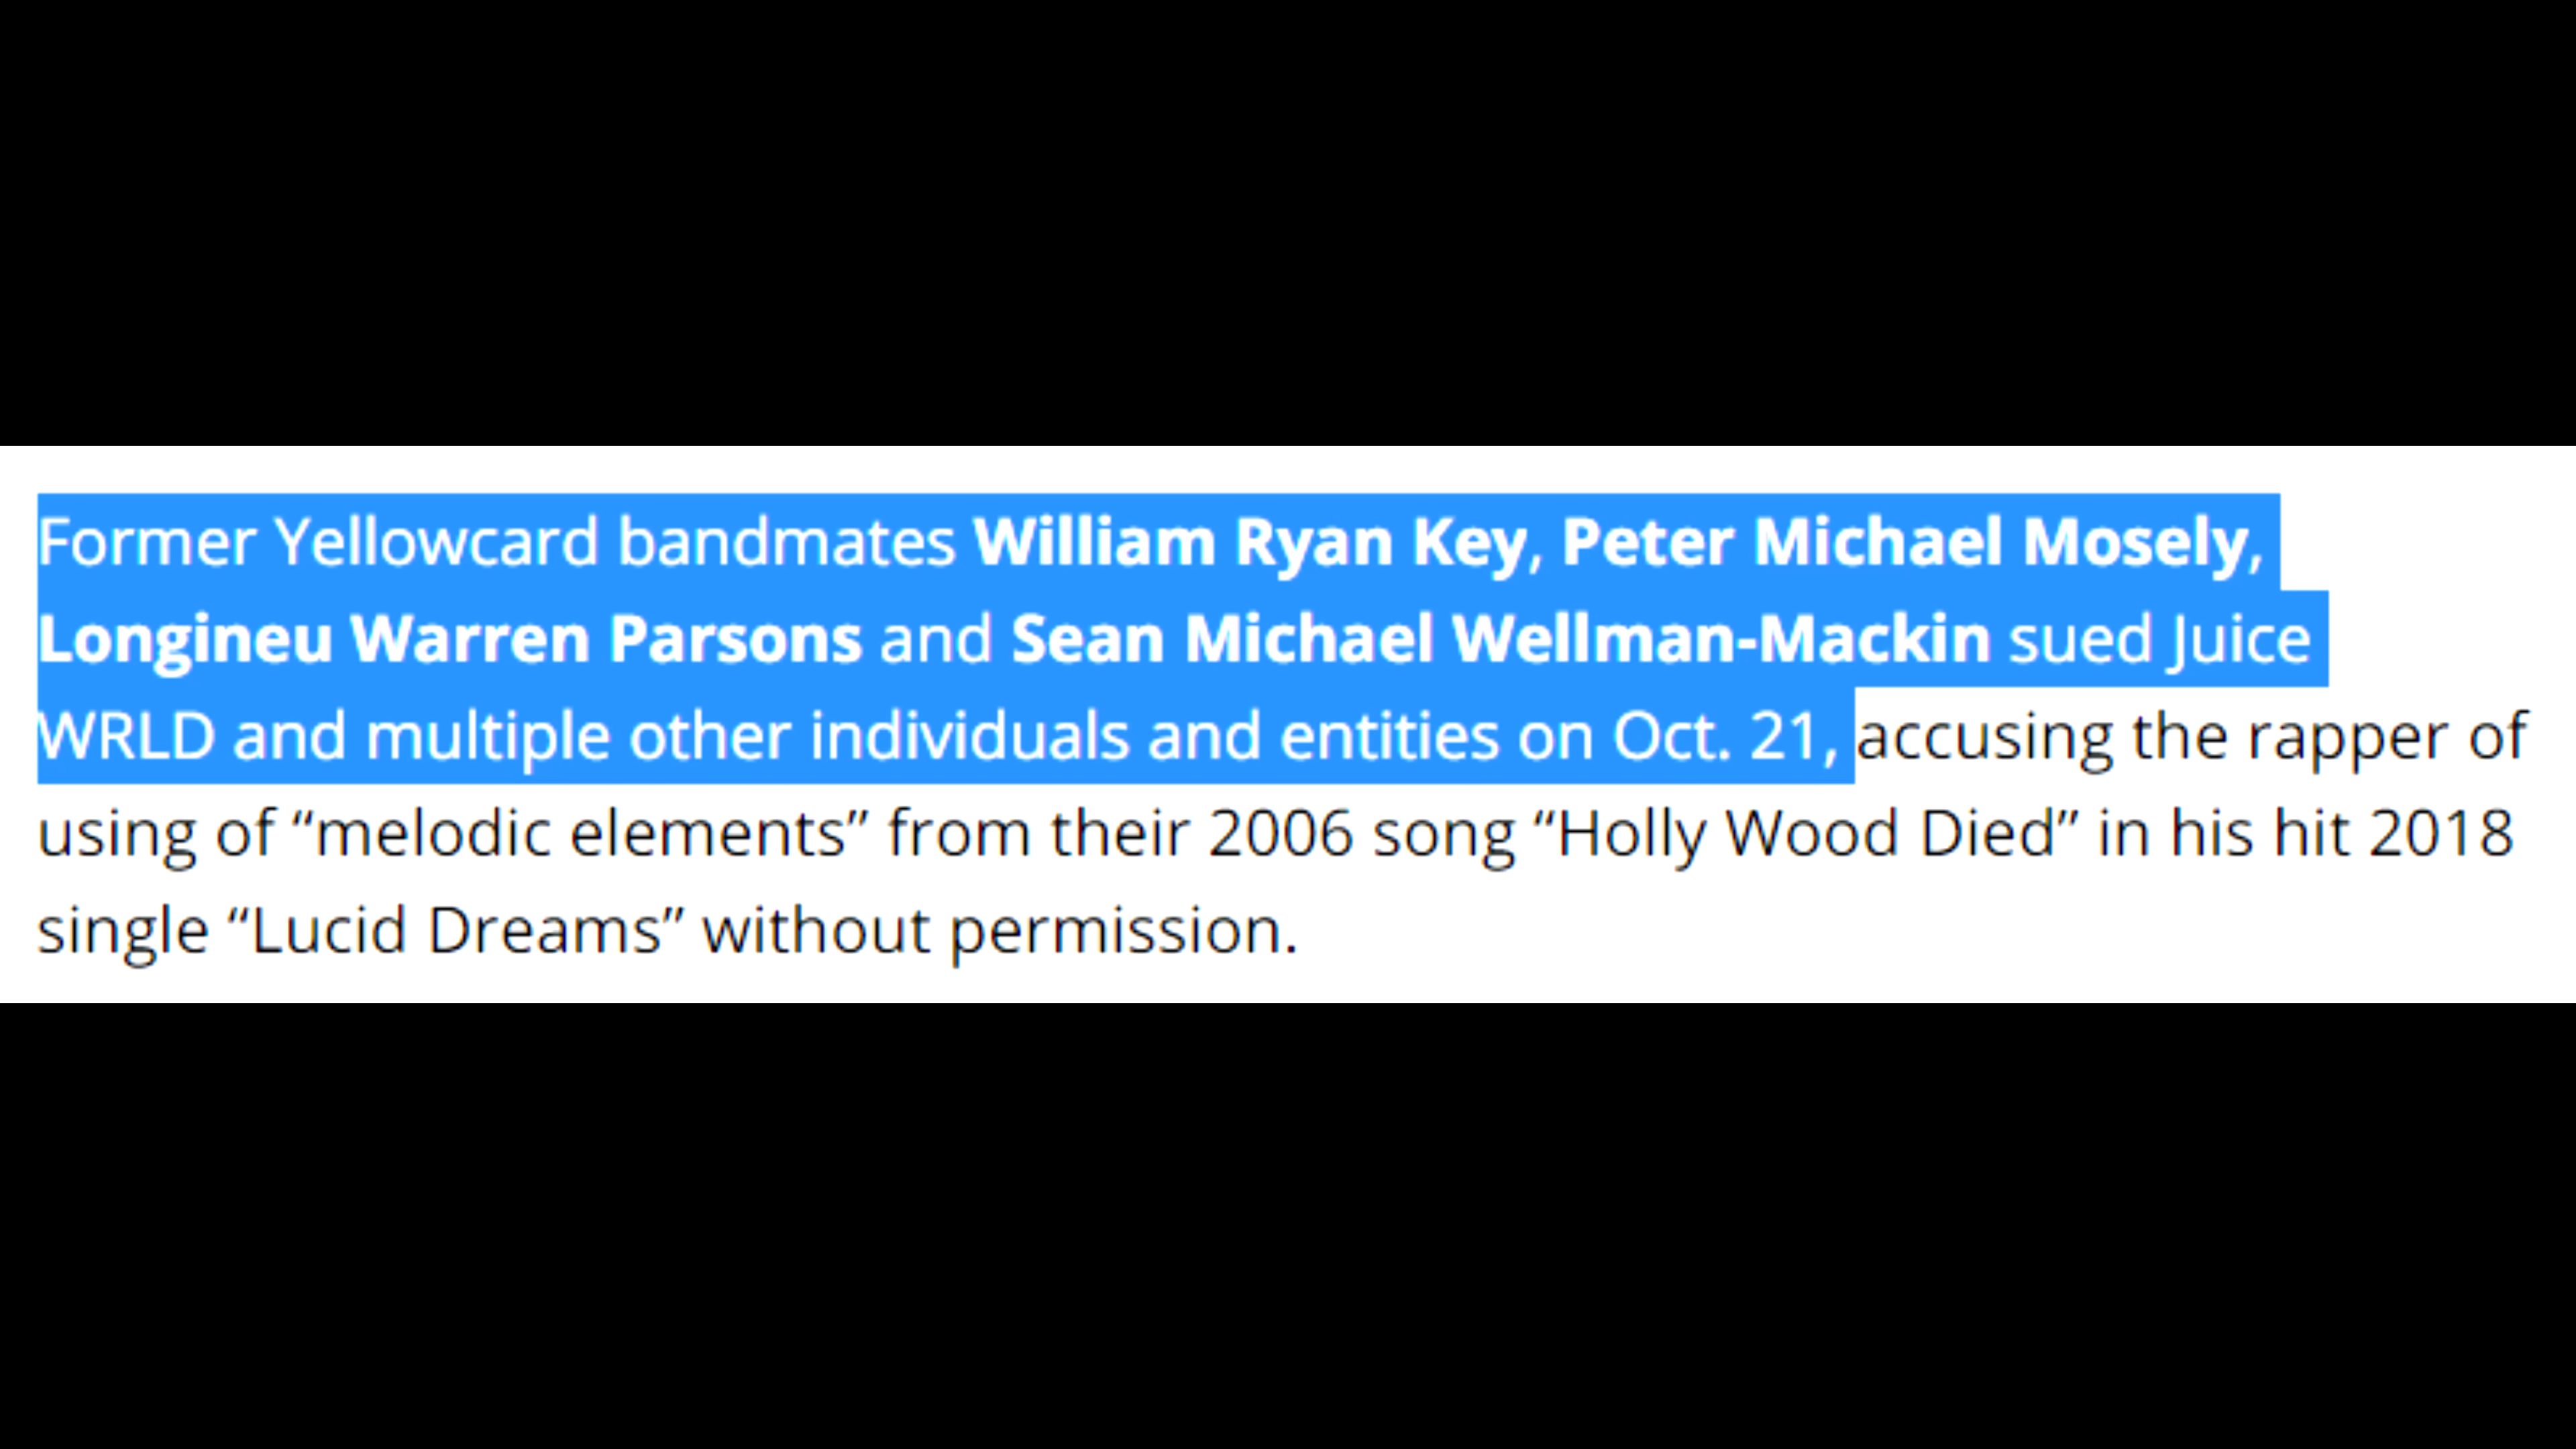 Former Yellowcard bandmates William Ryan Key, Peter Michael Mosely,
Longineu Warren Parsons and Sean Michael Wellman-Mackin sued Juice
WRLD and multiple other individuals and entities on Oct. 21, accusing the rapper of
using of “melodic elements” from their 2006 song “Holly Wood Died” in his hit 2018
single “Lucid Dreams” without permission.